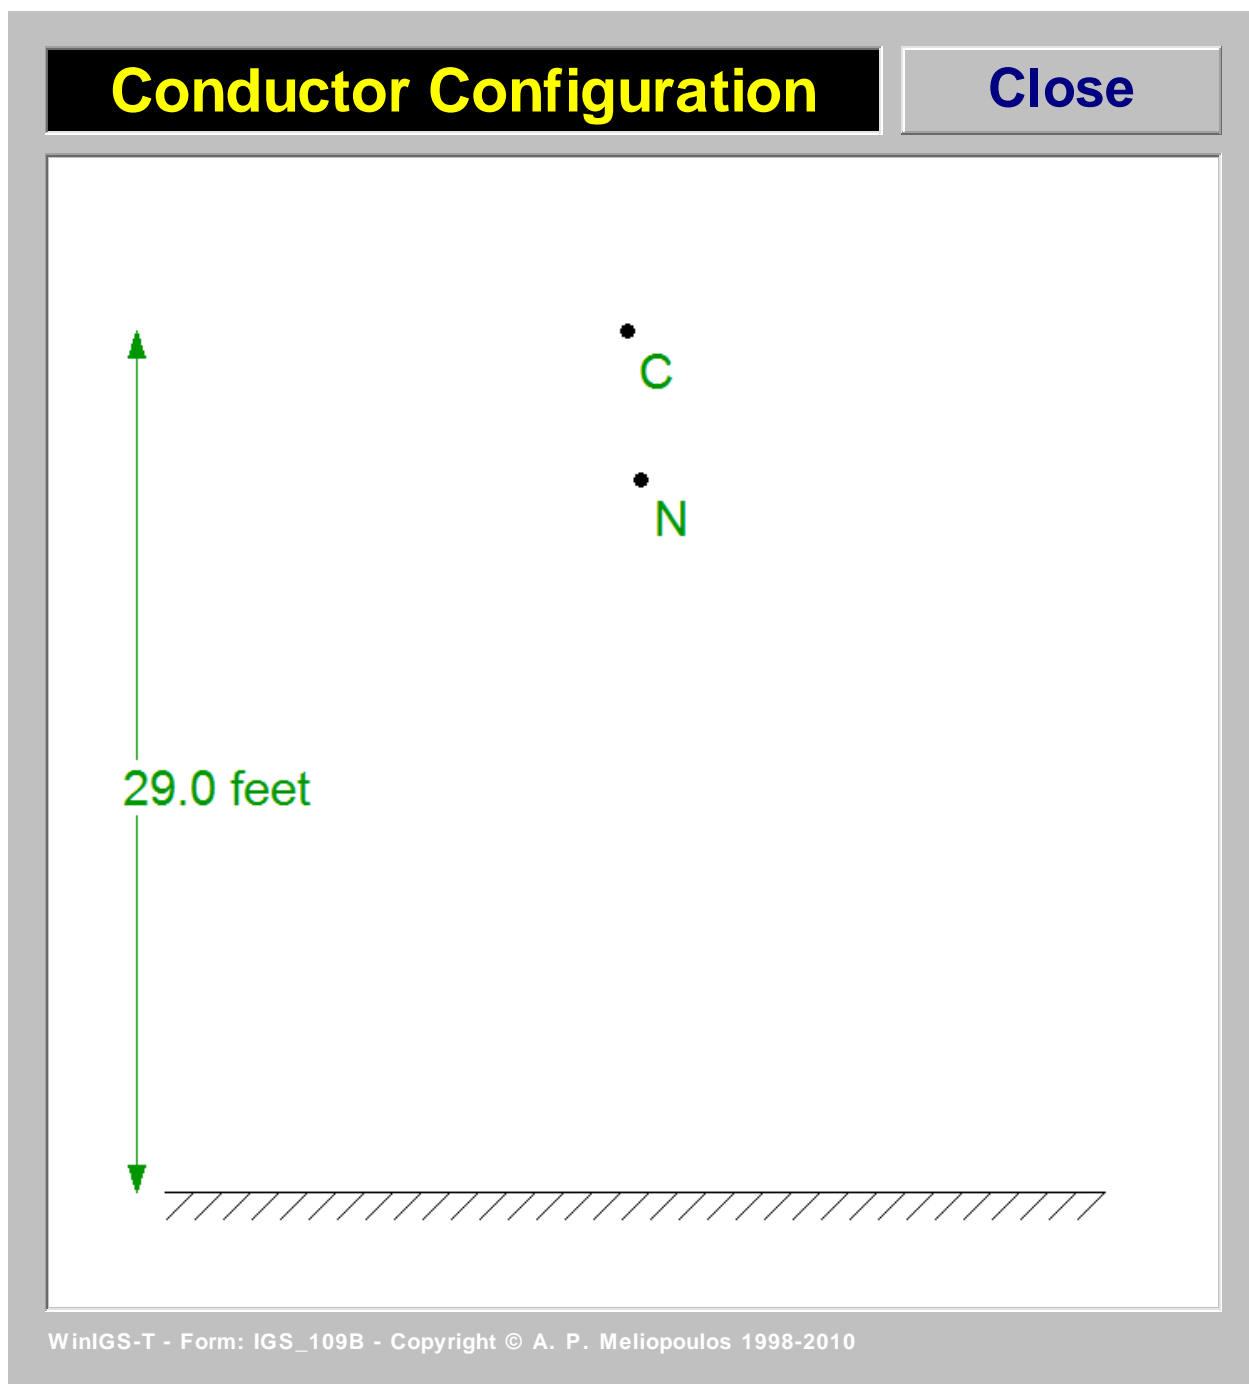 Conductor Configuration
Close
C
N
29.0 feet
WinIGS-T - Form: IGS_109B - Copyright © A. P. Meliopoulos 1998-2010